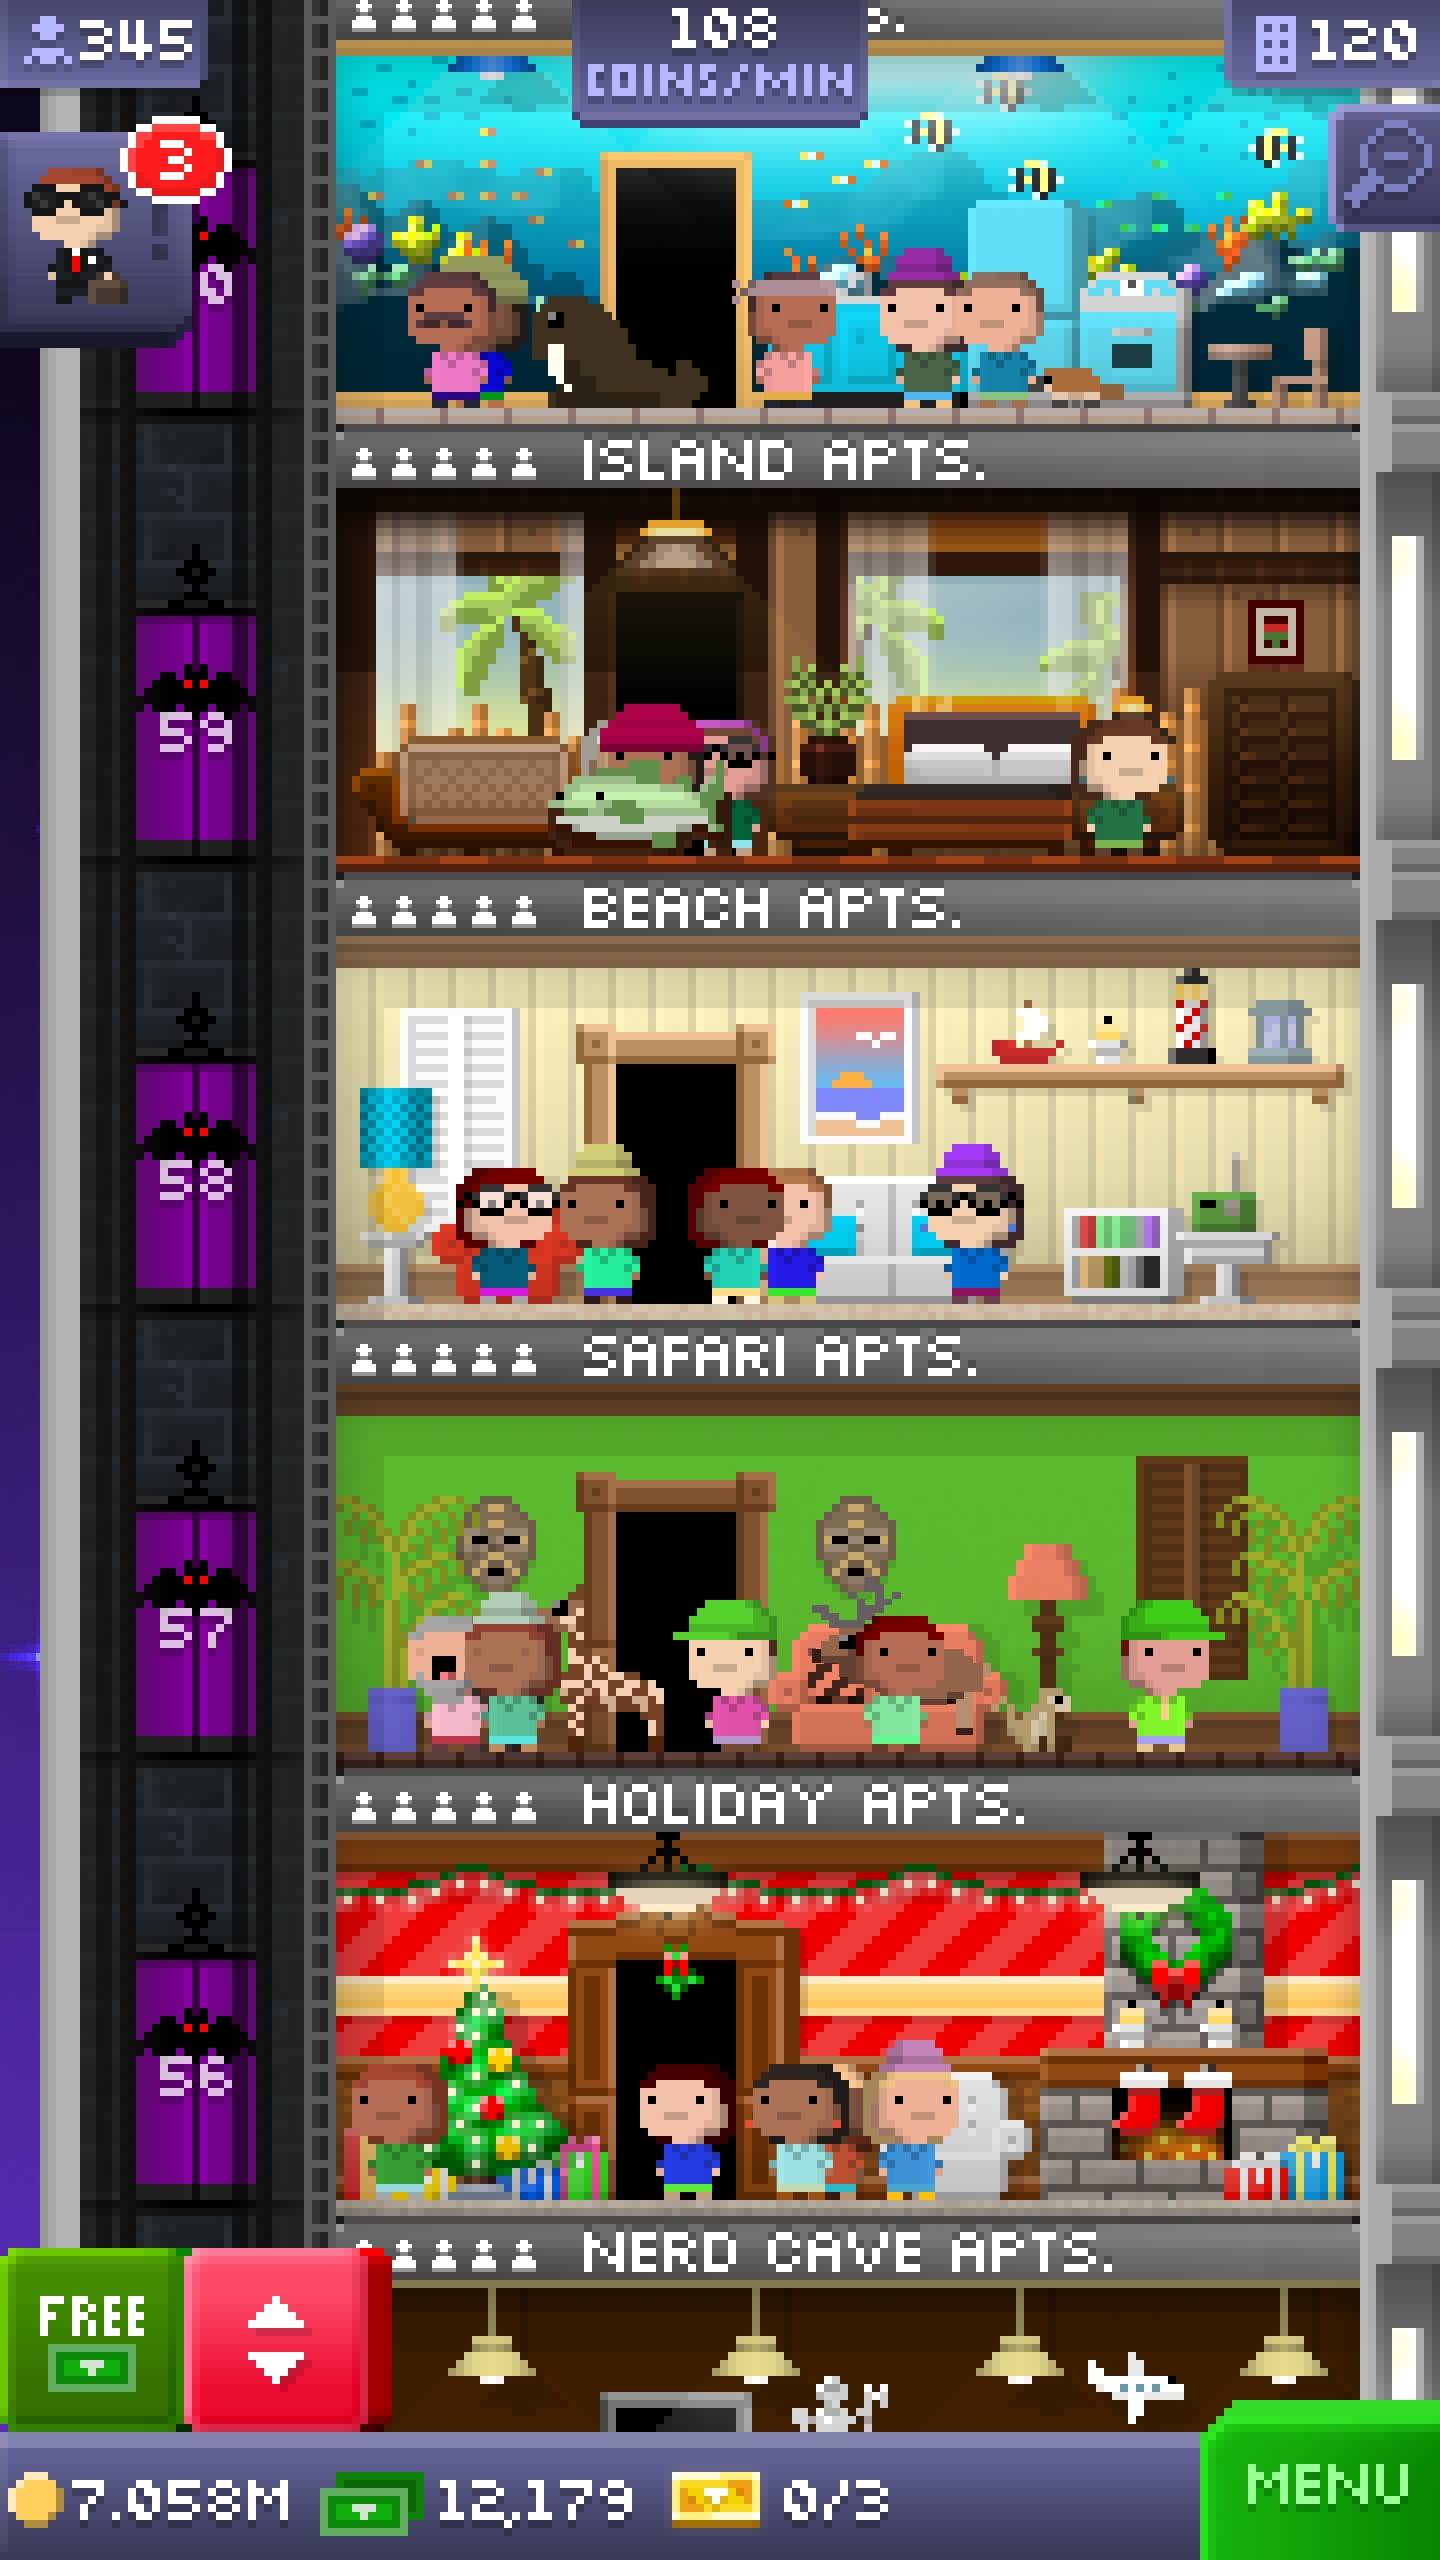 345
108
COINS/MIN
120
3
0
ISLAND APTS.
59
BEACH APTS.
58
SAFARI APTS.
57
HOLIDAY APTS.
56
NERD CAVE APTS.
FREE
7.058M
12,179
0/3
MENU